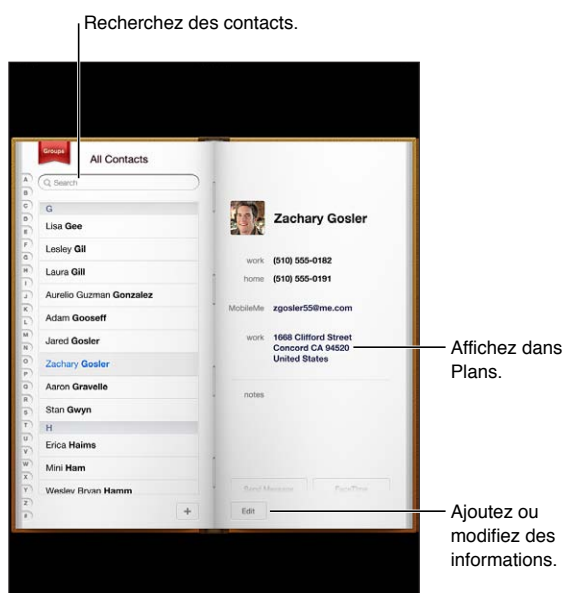 Recherchez des contacts.
Groups
All Contacts
Search
A
B
C
D
E
F
G
H
I
J
K
L
M
N
O
P
Q
R
S
T
U
V
W
X
Y
Z
#
G
Lisa Gee
Lesley Gil
Laura Gill
Aurelio Guzman Gonzalez
Adam Gooseff
Jared Gosler
Zachary Gosler
Aaron Gravelle
Stan Gwyn
H
Erica Haims
Mini Ham
Wesley Bryan Hamm
+
Zachary Gosler
work (510) 555-0182
home (510) 555-0191
MobileMe zgosler55@me.com
work 1668 Clifford Street
Concord CA 94520
United States
notes
Send Message
FaceTime
Edit
Affichez dans
Plans.
Ajoutez ou
modifiez des
informations.